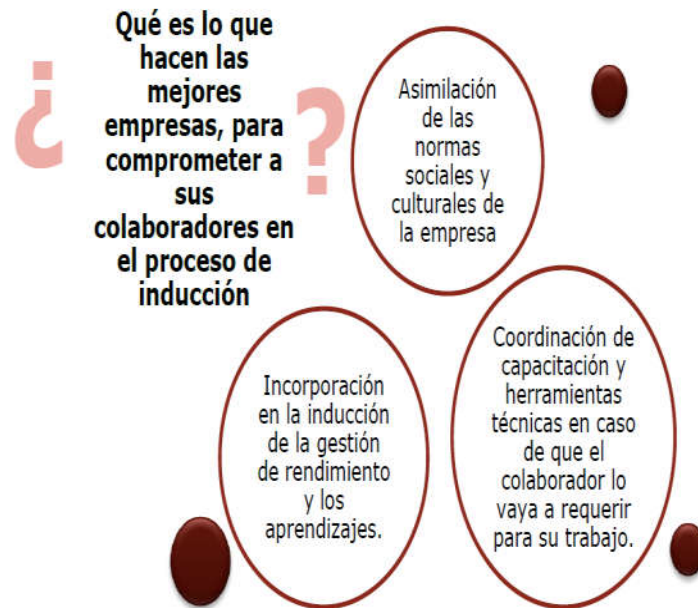 ¿
Qué es lo que
hacen las
mejores
empresas, para
comprometer a
sus
colaboradores en
el proceso de
inducción
?
Asimilación
de las
normas
sociales y
culturales de
la empresa
Incorporación
en la inducción
de la gestión
de rendimiento
y los
aprendizajes.
Coordinación de
capacitación y
herramientas
técnicas en caso
de que el
colaborador lo
vaya a requerir
para su trabajo.